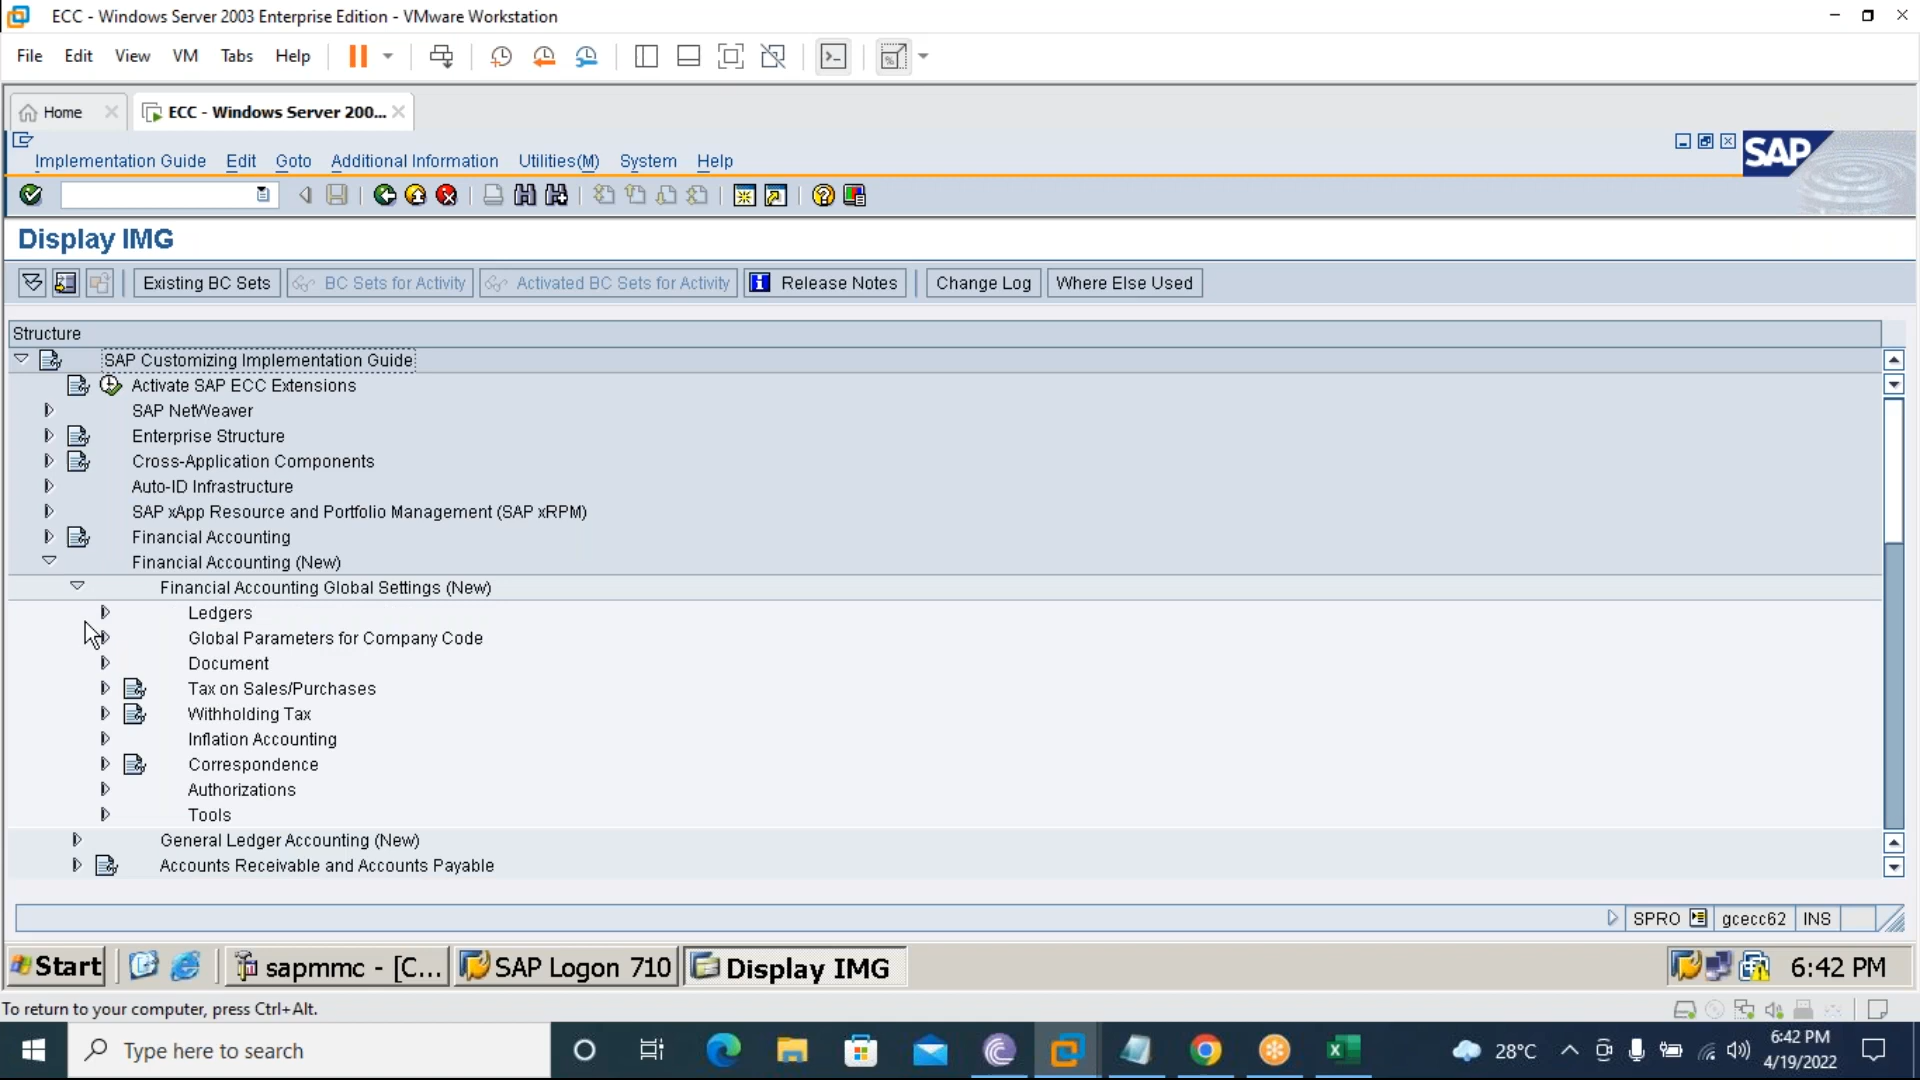 ECC - Windows Server 2003 Enterprise Edition - VMware Workstation
File Edit View VM Tabs Help
Home ECC - Windows Server 200...
Implementation Guide Edit Goto Additional Information Utilities(M) System Help
SAP
Display IMG
Existing BC Sets BC Sets for Activity Activated BC Sets for Activity Release Notes Change Log Where Else Used
Structure
SAP Customizing Implementation Guide
Activate SAP ECC Extensions
SAP NetWeaver
Enterprise Structure
Cross-Application Components
Auto-ID Infrastructure
SAP xApp Resource and Portfolio Management (SAP xRPM)
Financial Accounting
Financial Accounting (New)
Financial Accounting Global Settings (New)
Ledgers
Global Parameters for Company Code
Document
Tax on Sales/Purchases
Withholding Tax
Inflation Accounting
Correspondence
Authorizations
Tools
General Ledger Accounting (New)
Accounts Receivable and Accounts Payable
SPRO gcecc62 INS
Start sapmmc - [C... SAP Logon 710 Display IMG 6:42 PM
To return to your computer, press Ctrl+Alt.
Type here to search 28°C 6:42 PM
4/19/2022